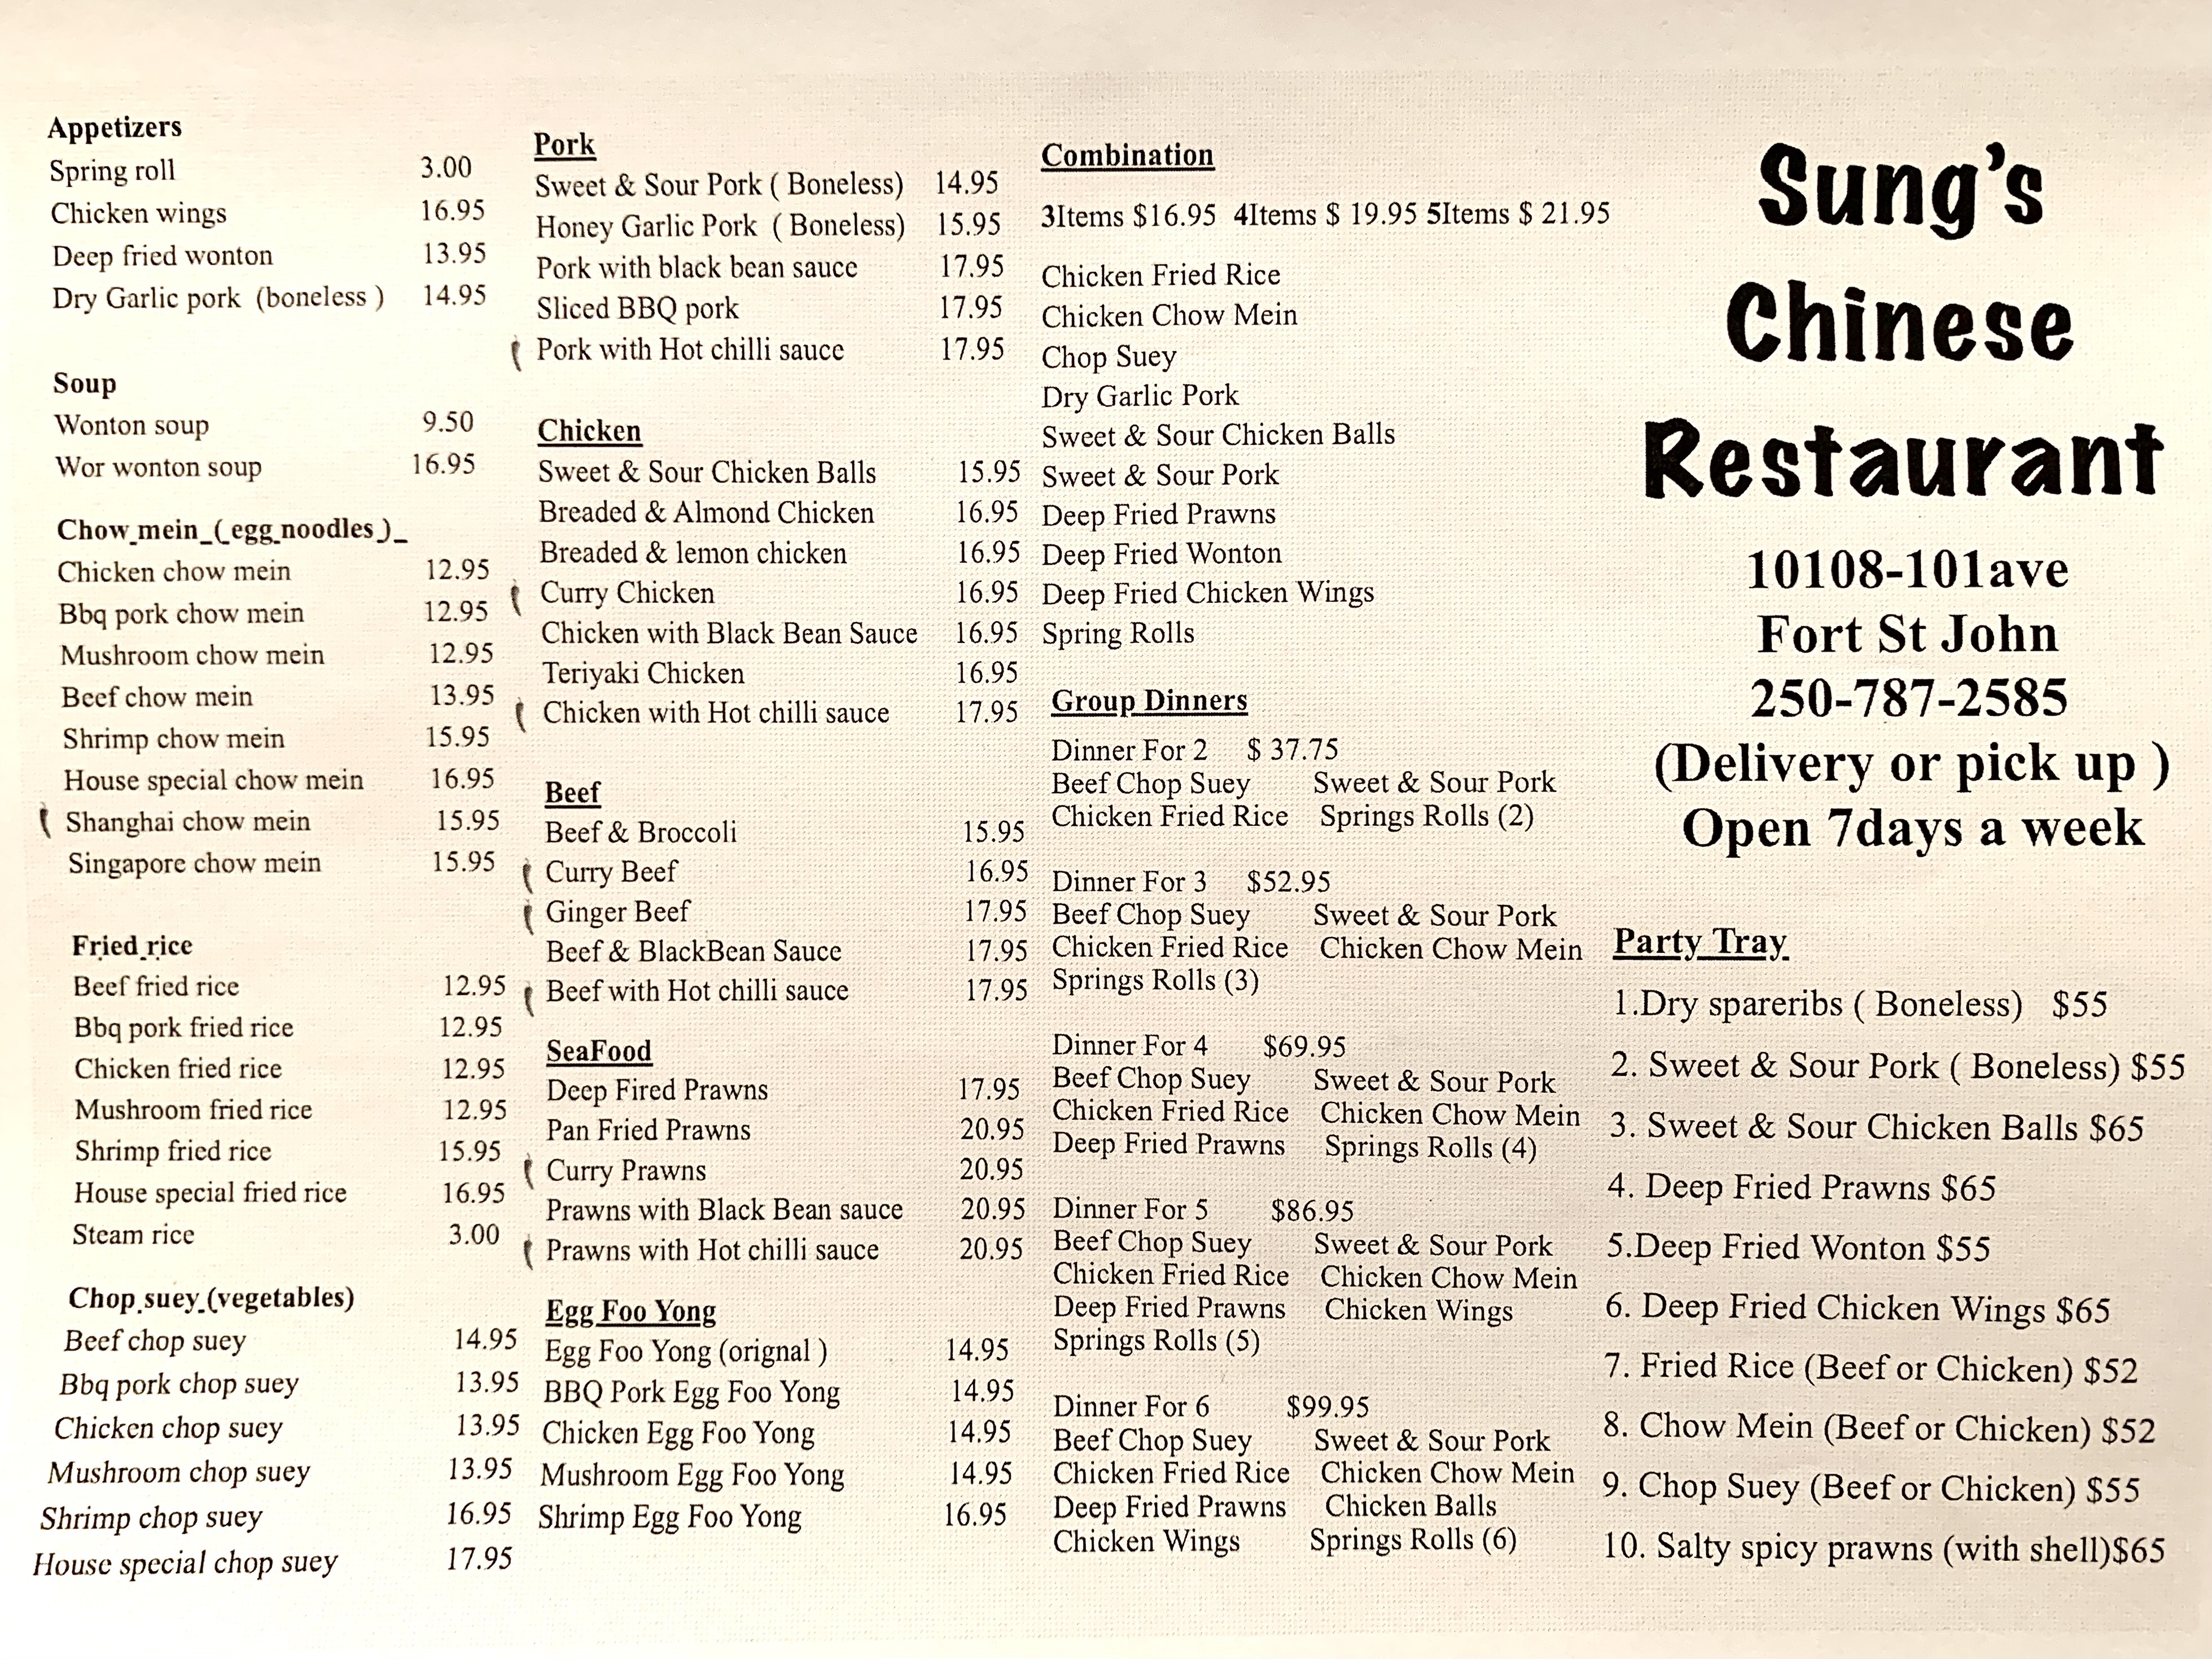 Appetizers
Spring roll 3.00
Chicken wings 16.95
Deep fried wonton 13.95
Dry Garlic pork (boneless ) 14.95
Soup
Wonton soup 9.50
Wor wonton soup 16.95
Chow mein (egg noodles)
Chicken chow mein 12.95
Bbq pork chow mein 12.95
Mushroom chow mein 12.95
Beef chow mein 13.95
Shrimp chow mein 15.95
House special chow mein 16.95
Shanghai chow mein 15.95
Singapore chow mein 15.95
Fried rice
Beef fried rice 12.95
Bbq pork fried rice 12.95
Chicken fried rice 12.95
Mushroom fried rice 12.95
Shrimp fried rice 15.95
House special fried rice 16.95
Steam rice 3.00
Chop suey (vegetables)
Beef chop suey 14.95
Bbq pork chop suey 13.95
Chicken chop suey 13.95
Mushroom chop suey 13.95
Shrimp chop suey 16.95
House special chop suey 17.95
Pork
Sweet & Sour Pork ( Boneless) 14.95
Honey Garlic Pork ( Boneless) 15.95
Pork with black bean sauce 17.95
Sliced BBQ pork 17.95
Pork with Hot chilli sauce 17.95
Chicken
Sweet & Sour Chicken Balls 15.95
Breaded & Almond Chicken 16.95
Breaded & lemon chicken 16.95
Curry Chicken 16.95
Chicken with Black Bean Sauce 16.95
Teriyaki Chicken 16.95
Chicken with Hot chilli sauce 17.95
Beef
Beef & Broccoli 15.95
Curry Beef 16.95
Ginger Beef 17.95
Beef & BlackBean Sauce 17.95
Beef with Hot chilli sauce 17.95
SeaFood
Deep Fired Prawns 17.95
Pan Fried Prawns 20.95
Curry Prawns 20.95
Prawns with Black Bean sauce 20.95
Prawns with Hot chilli sauce 20.95
Egg Foo Yong
Egg Foo Yong (orignal ) 14.95
BBQ Pork Egg Foo Yong 14.95
Chicken Egg Foo Yong 14.95
Mushroom Egg Foo Yong 14.95
Shrimp Egg Foo Yong 16.95
Combination
3Items $16.95 4Items $ 19.95 5Items $ 21.95
Chicken Fried Rice
Chicken Chow Mein
Chop Suey
Dry Garlic Pork
Sweet & Sour Chicken Balls
Sweet & Sour Pork
Deep Fried Prawns
Deep Fried Wonton
Deep Fried Chicken Wings
Spring Rolls
Group Dinners
Dinner For 2 $ 37.75
Beef Chop Suey Sweet & Sour Pork
Chicken Fried Rice Springs Rolls (2)
Dinner For 3 $52.95
Beef Chop Suey Sweet & Sour Pork
Chicken Fried Rice Chicken Chow Mein
Springs Rolls (3)
Dinner For 4 $69.95
Beef Chop Suey Sweet & Sour Pork
Chicken Fried Rice Chicken Chow Mein
Deep Fried Prawns Springs Rolls (4)
Dinner For 5 $86.95
Beef Chop Suey Sweet & Sour Pork
Chicken Fried Rice Chicken Chow Mein
Deep Fried Prawns Chicken Wings
Springs Rolls (5)
Dinner For 6 $99.95
Beef Chop Suey Sweet & Sour Pork
Chicken Fried Rice Chicken Chow Mein
Deep Fried Prawns Chicken Balls
Chicken Wings Springs Rolls (6)
Sung's
Chinese
Restaurant
10108-101ave
Fort St John
250-787-2585
(Delivery or pick up )
Open 7days a week
Party Tray
1.Dry spareribs ( Boneless) $55
2. Sweet & Sour Pork ( Boneless) $55
3. Sweet & Sour Chicken Balls $65
4. Deep Fried Prawns $65
5.Deep Fried Wonton $55
6. Deep Fried Chicken Wings $65
7. Fried Rice (Beef or Chicken) $52
8. Chow Mein (Beef or Chicken) $52
9. Chop Suey (Beef or Chicken) $55
10. Salty spicy prawns (with shell)$65